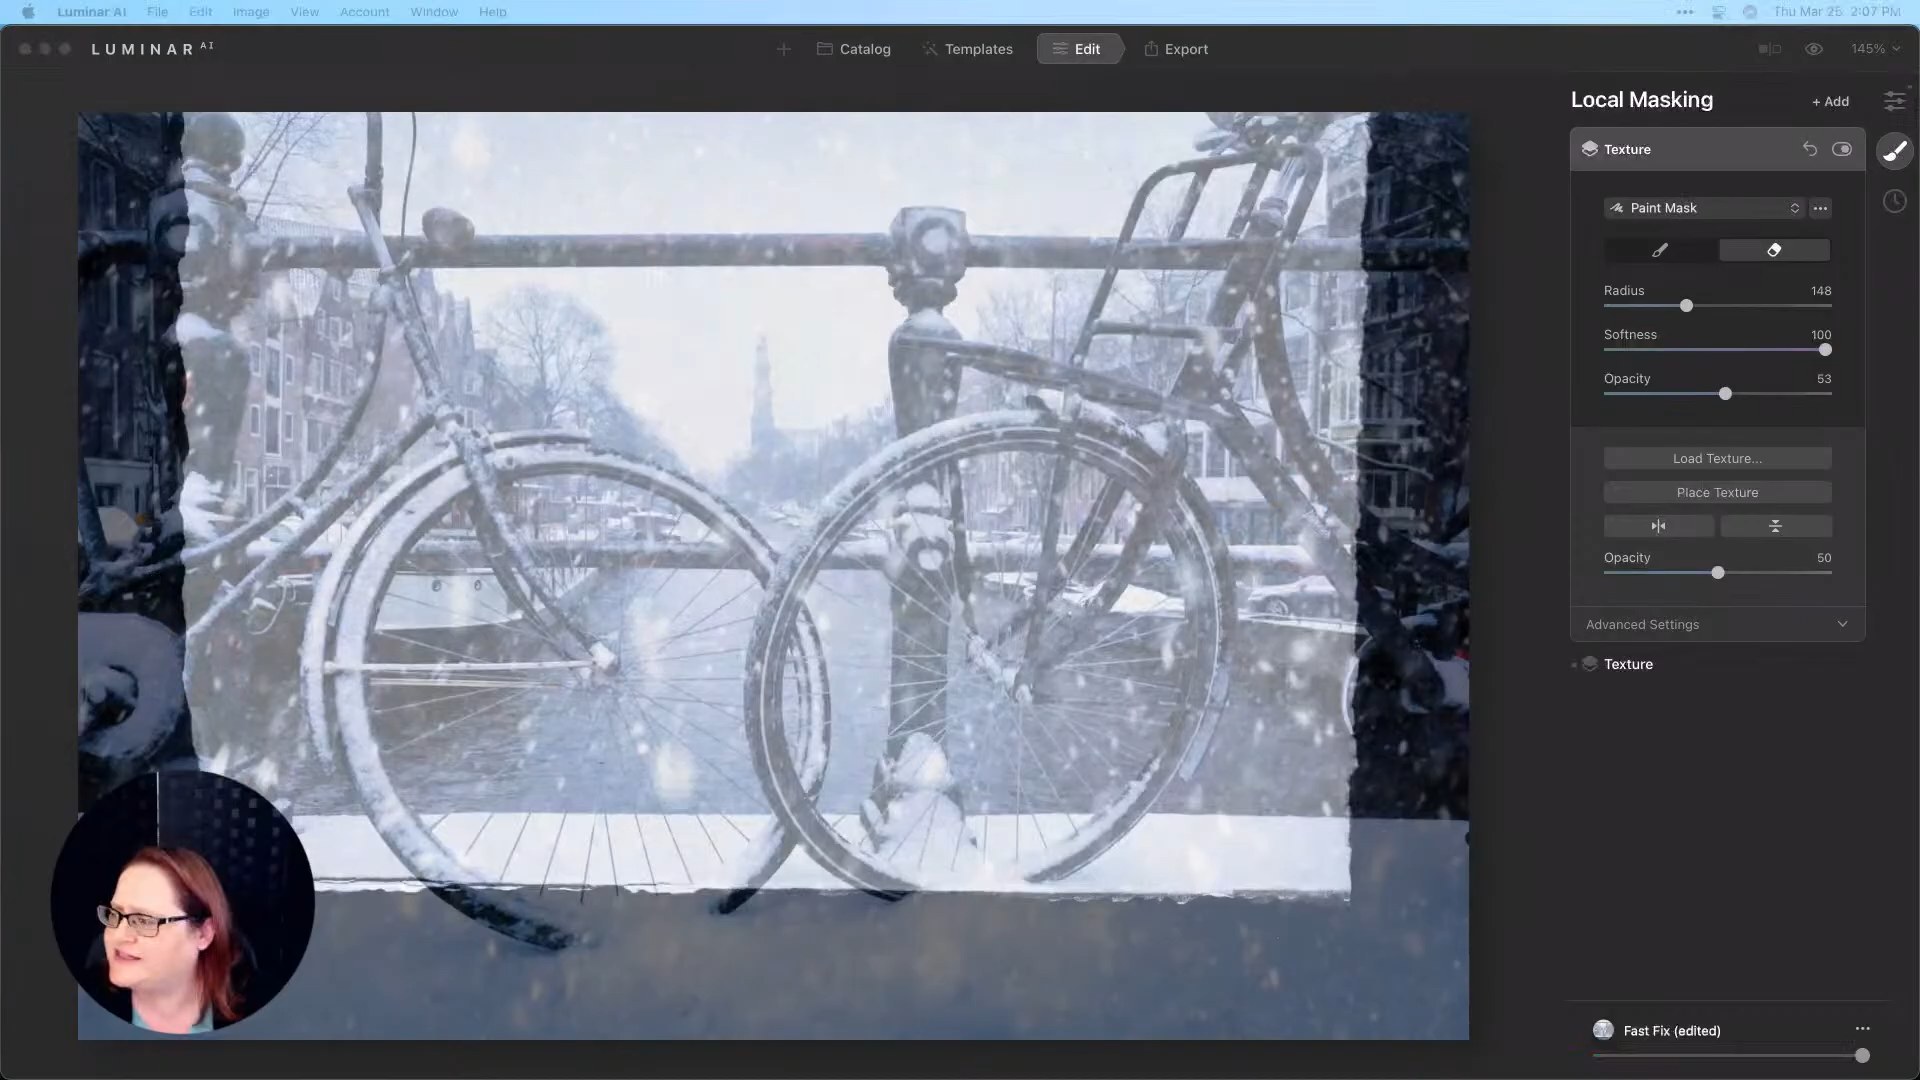 Luminar AI File Edit Image View Account Window Help Thu Mar 25 2:07 PM
LUMINAR AI
Catalog Templates Edit Export 145%
Local Masking + Add
Texture
Paint Mask
Radius 148
Softness 100
Opacity 53
Load Texture...
Place Texture
Opacity 50
Advanced Settings
Texture
Fast Fix (edited)